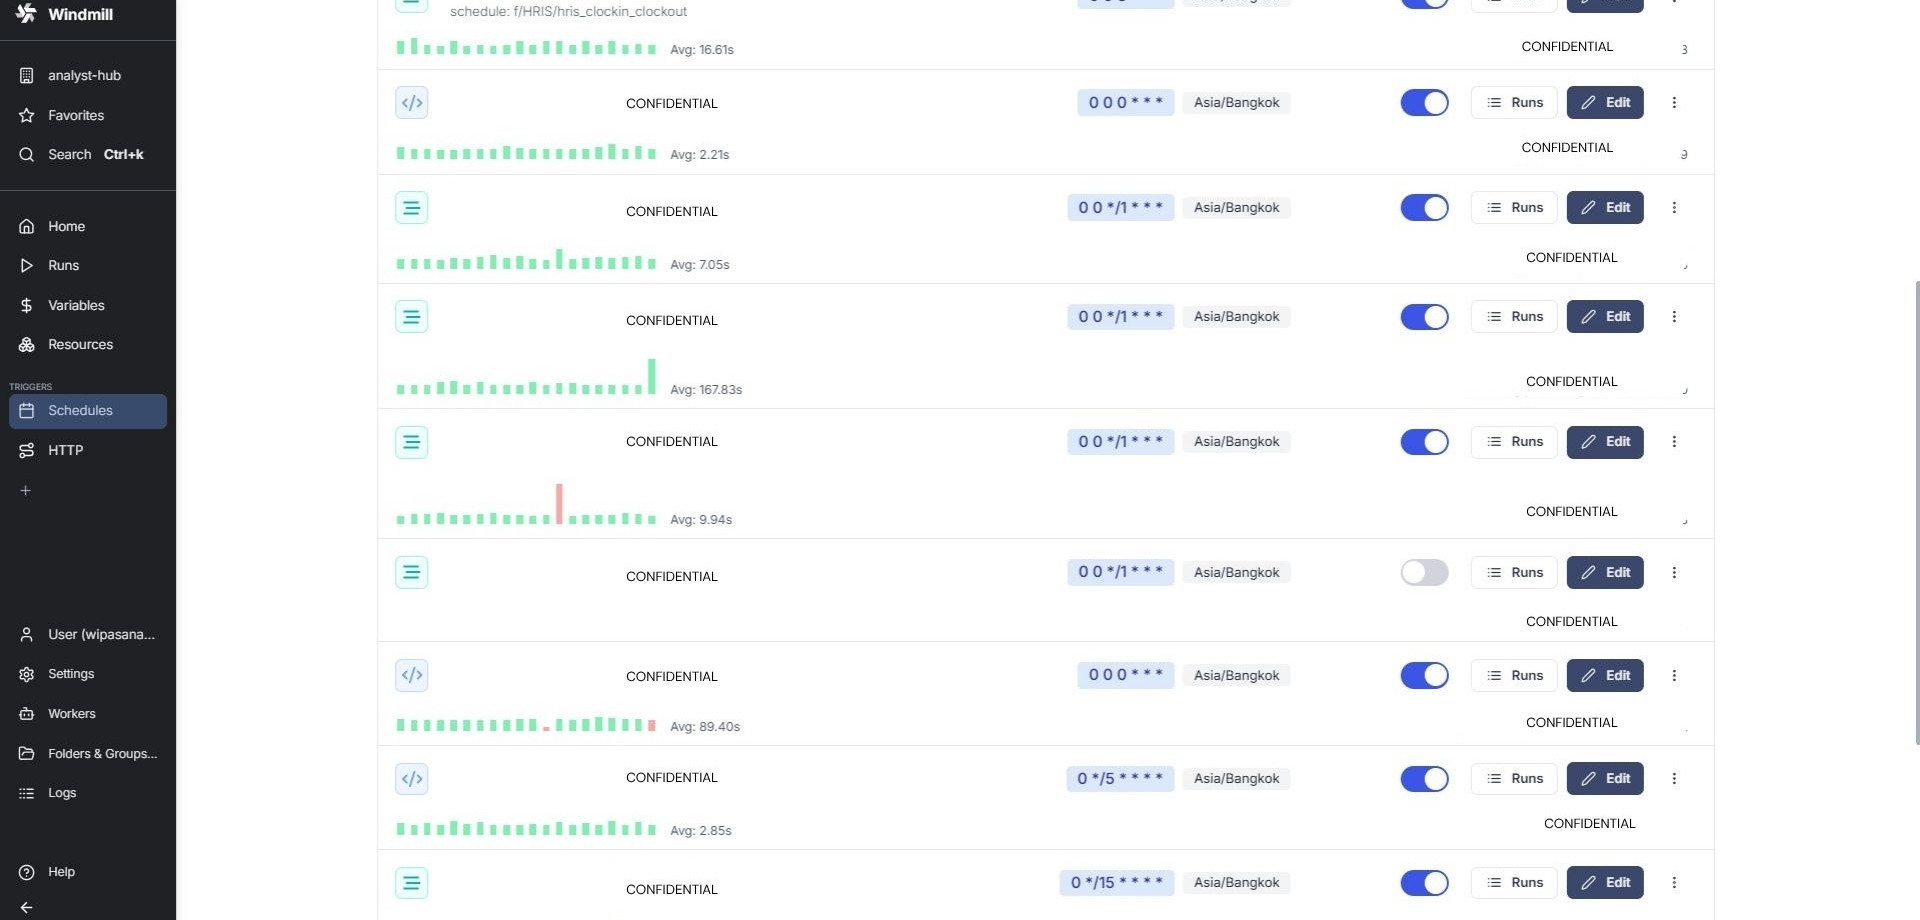 Windmill
analyst-hub
Favorites
Search Ctrl+k
Home
Runs
Variables
Resources
TRIGGERS
Schedules
HTTP
User (wipasana...
Settings
Workers
Folders & Groups...
Logs
Help
schedule: f/HRIS/hris_clockin_clockout
Avg: 16.61s CONFIDENTIAL 3
CONFIDENTIAL 0 0 0 * * * Asia/Bangkok Runs Edit
Avg: 2.21s CONFIDENTIAL 9
CONFIDENTIAL 0 0 */1 * * * Asia/Bangkok Runs Edit
Avg: 7.05s CONFIDENTIAL
CONFIDENTIAL 0 0 */1 * * * Asia/Bangkok Runs Edit
Avg: 167.83s CONFIDENTIAL
CONFIDENTIAL 0 0 */1 * * * Asia/Bangkok Runs Edit
Avg: 9.94s CONFIDENTIAL
CONFIDENTIAL 0 0 */1 * * * Asia/Bangkok Runs Edit
CONFIDENTIAL
CONFIDENTIAL 0 0 0 * * * Asia/Bangkok Runs Edit
Avg: 89.40s CONFIDENTIAL
CONFIDENTIAL 0 */5 * * * * Asia/Bangkok Runs Edit
Avg: 2.85s CONFIDENTIAL
CONFIDENTIAL 0 */15 * * * * Asia/Bangkok Runs Edit